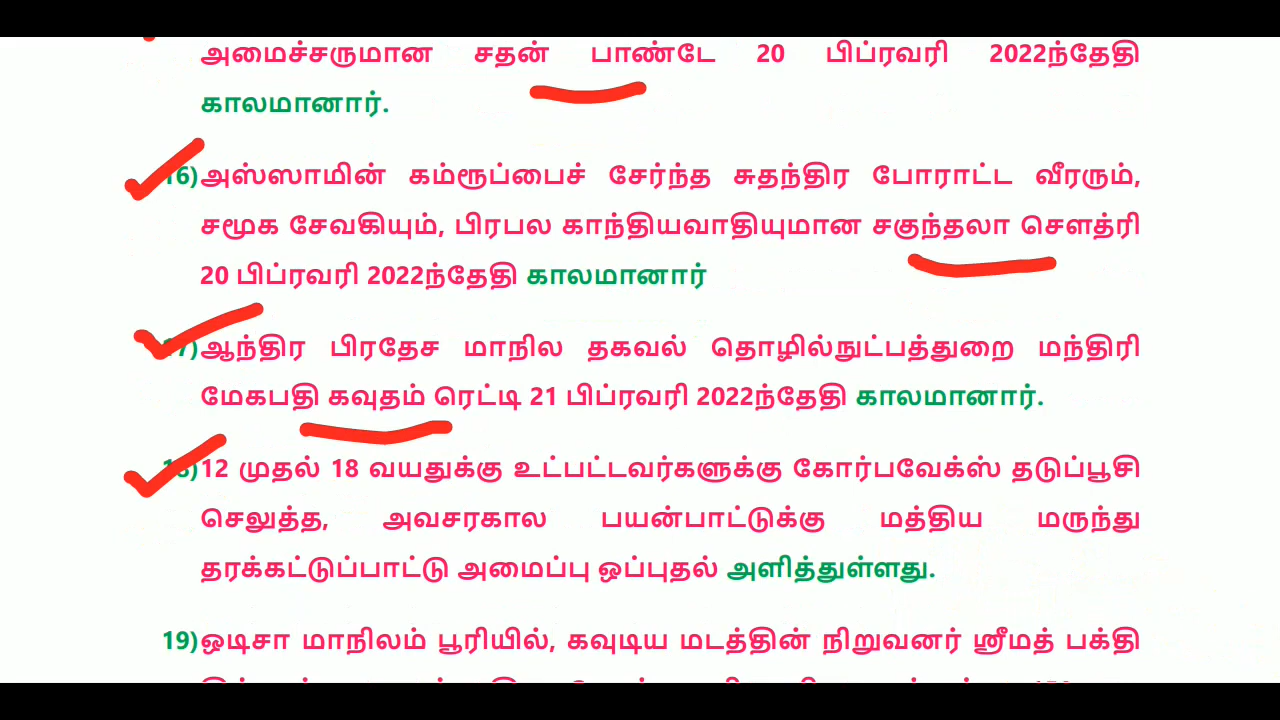 அமைச்சருமான சதன் பாண்டே 20 பிப்ரவரி 2022ந்தேதி
காலமானார்.
16)அஸ்ஸாமின் கம்ரூப்பைச் சேர்ந்த சுதந்திர போராட்ட வீரரும்,
சமூக சேவகியும், பிரபல காந்தியவாதியுமான சகுந்தலா சௌத்ரி
20 பிப்ரவரி 2022ந்தேதி காலமானார்
17)ஆந்திர பிரதேச மாநில தகவல் தொழில்நுட்பத்துறை மந்திரி
மேகபதி கவுதம் ரெட்டி 21 பிப்ரவரி 2022ந்தேதி காலமானார்.
18)12 முதல் 18 வயதுக்கு உட்பட்டவர்களுக்கு கோர்பவேக்ஸ் தடுப்பூசி
செலுத்த, அவசரகால பயன்பாட்டுக்கு மத்திய மருந்து
தரக்கட்டுப்பாட்டு அமைப்பு ஒப்புதல் அளித்துள்ளது.
19)ஒடிசா மாநிலம் பூரியில், கவுடிய மடத்தின் நிறுவனர் ஸ்ரீமத் பக்தி